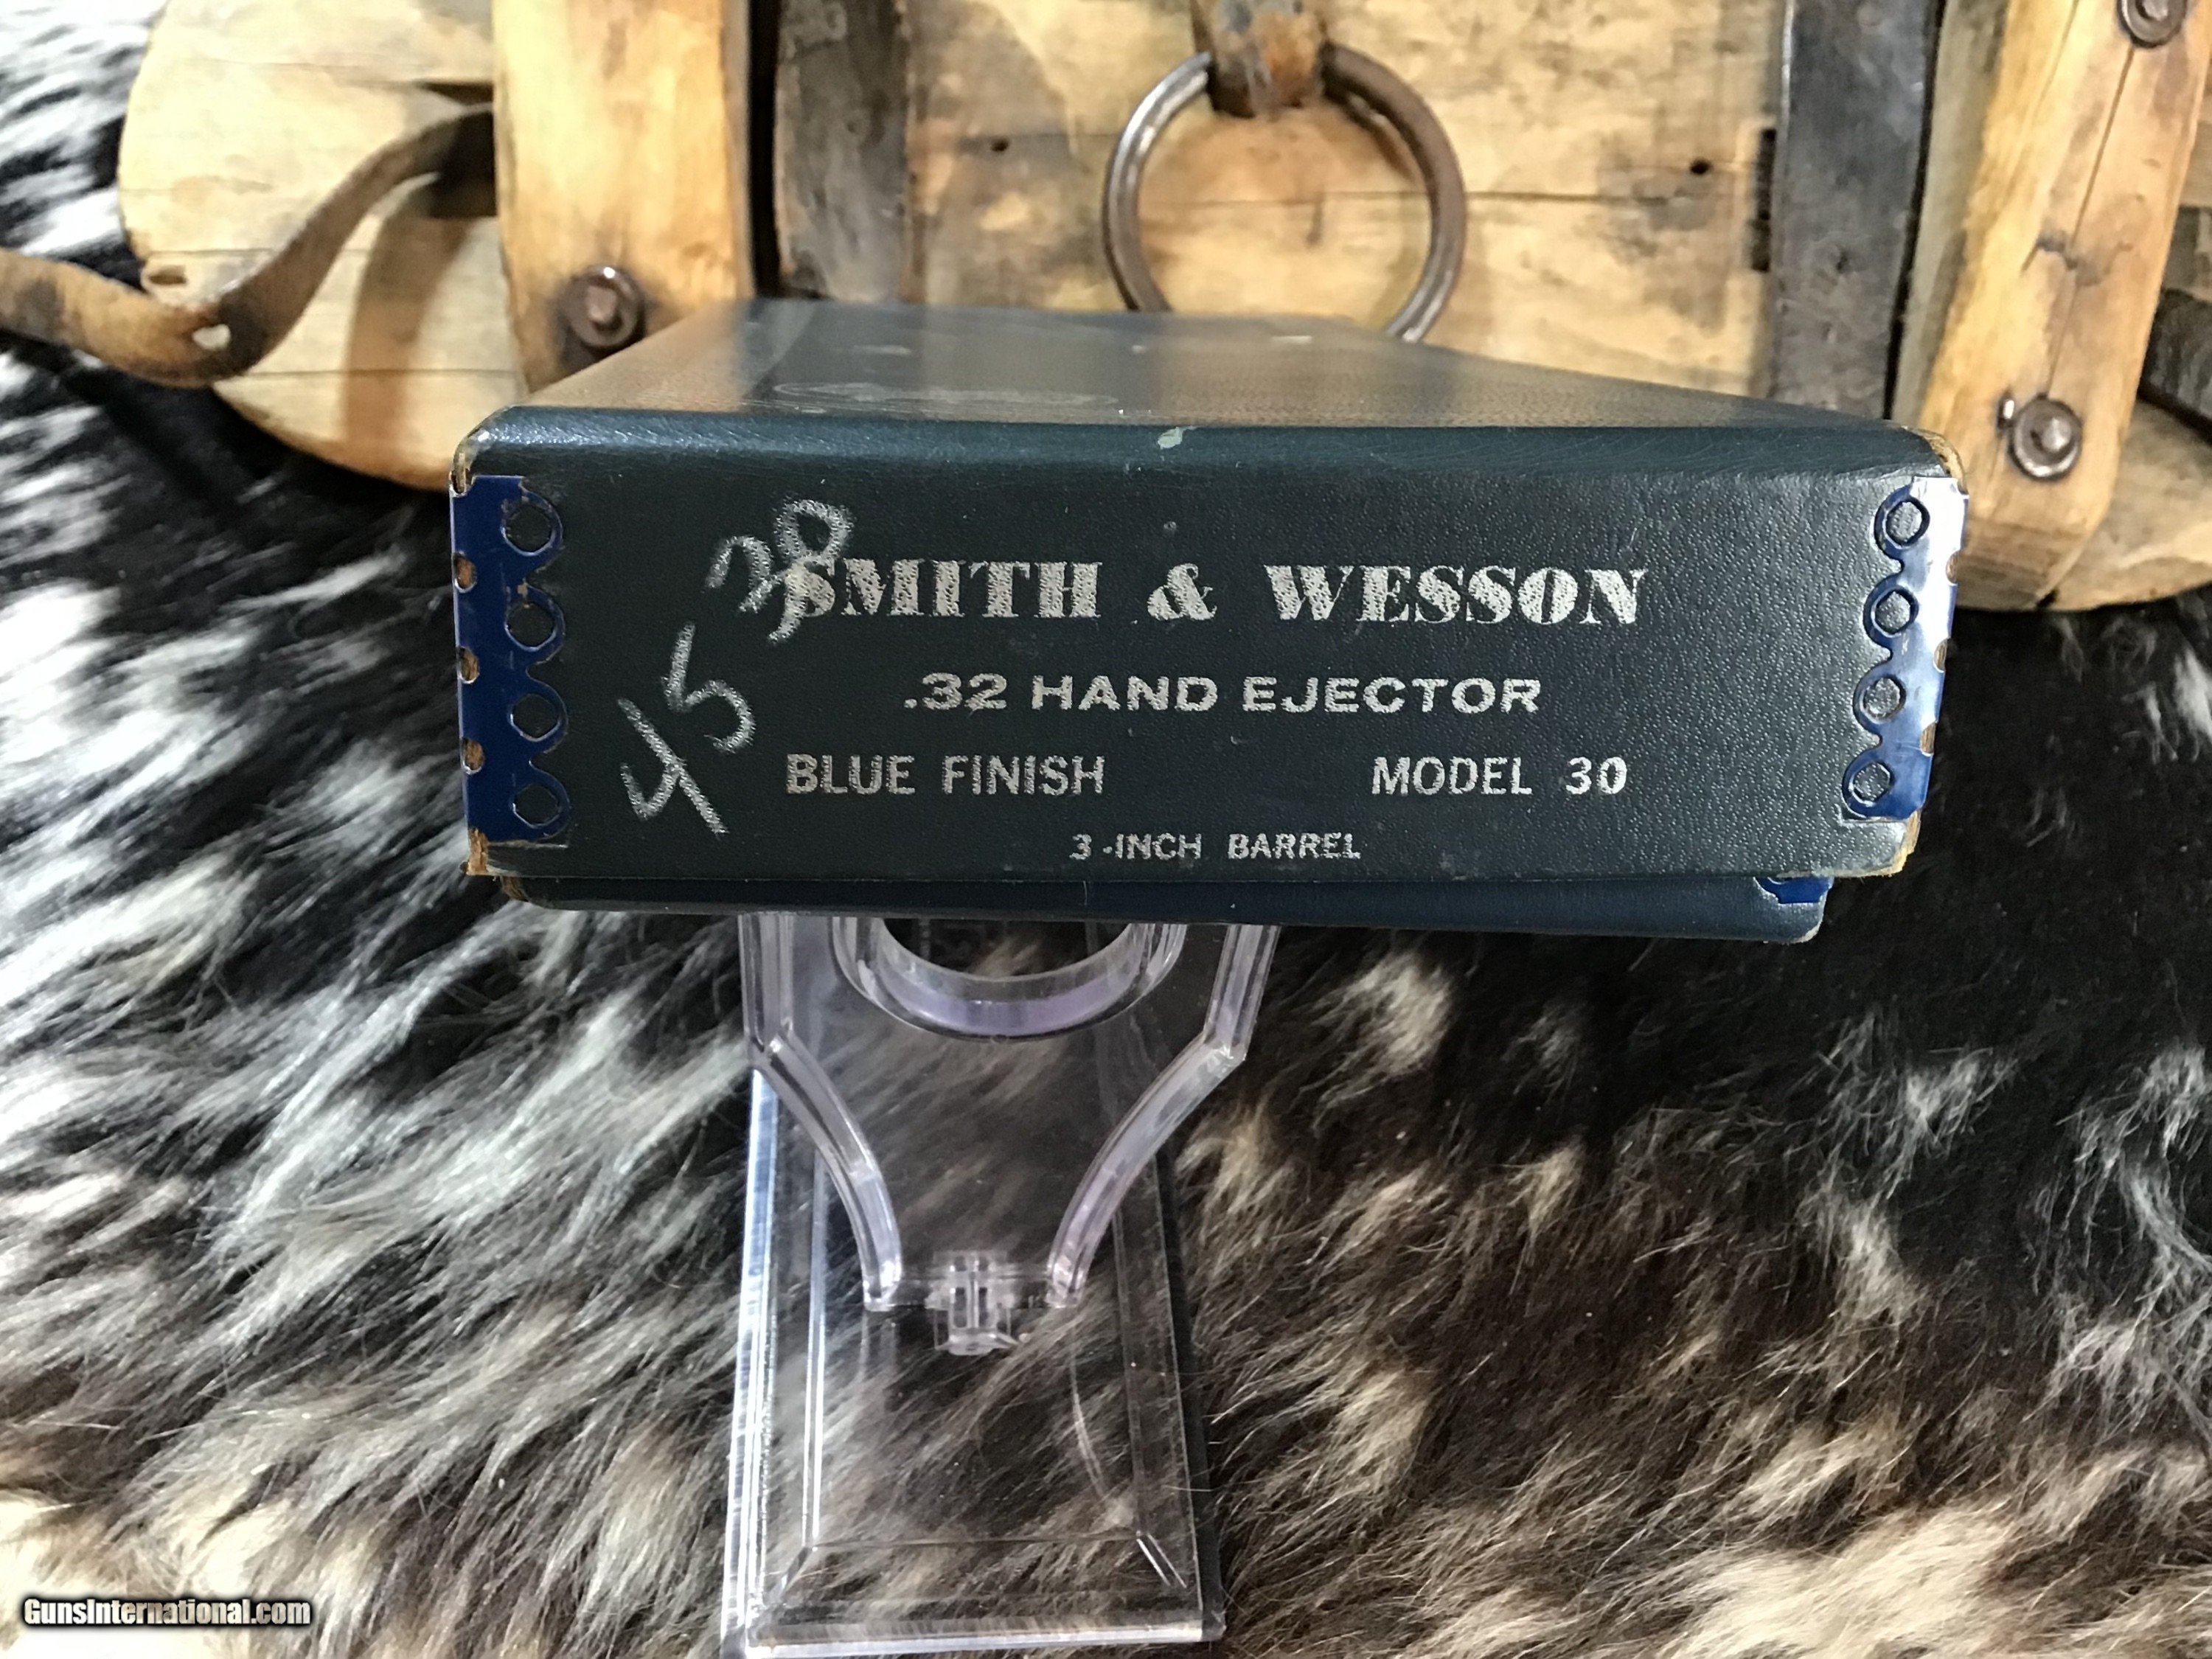 45 38
SMITH & WESSON
.32 HAND EJECTOR
BLUE FINISH MODEL 30
3-INCH BARREL
GunsInternational.com